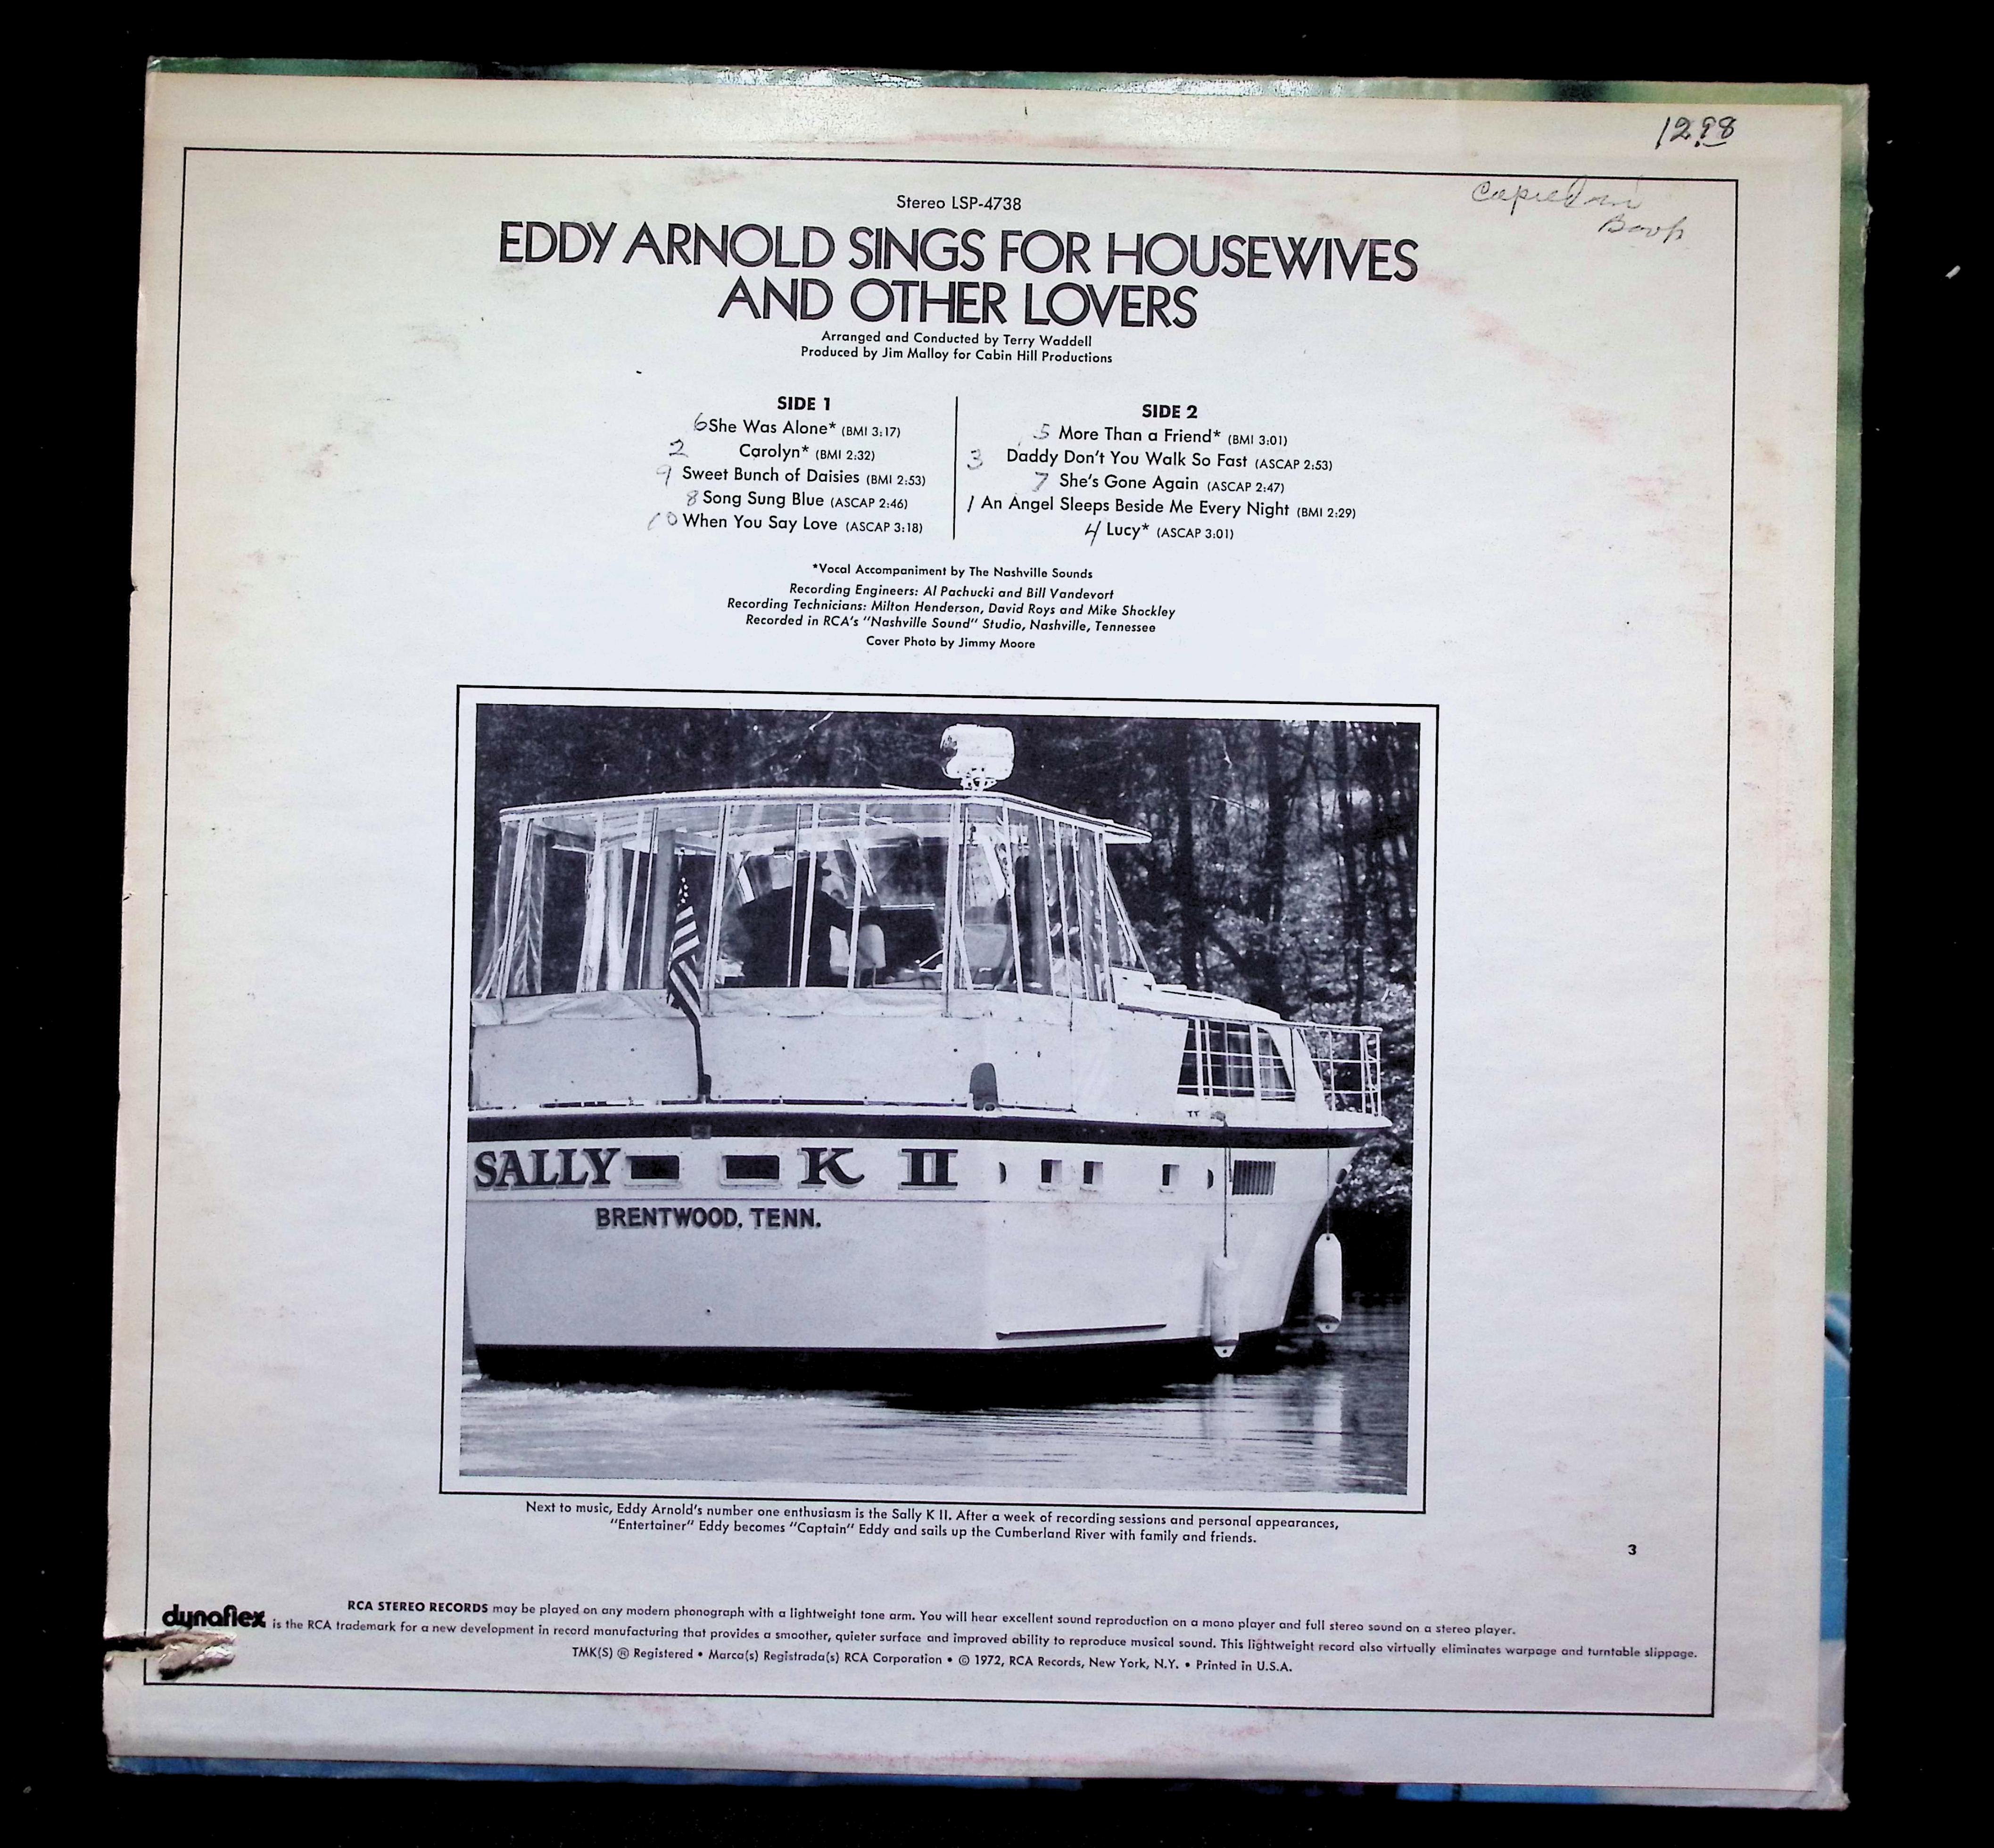 1298
Copied in
Book
Stereo LSP-4738
EDDY ARNOLD SINGS FOR HOUSEWIVES
AND OTHER LOVERS
Arranged and Conducted by Terry Waddell
Produced by Jim Malloy for Cabin Hill Productions
SIDE 1
6 She Was Alone* (BMI 3:17)
2 Carolyn* (BMI 2:32)
9 Sweet Bunch of Daisies (BMI 2:53)
8 Song Sung Blue (ASCAP 2:46)
10 When You Say Love (ASCAP 3:18)
SIDE 2
5 More Than a Friend* (BMI 3:01)
3 Daddy Don't You Walk So Fast (ASCAP 2:53)
7 She's Gone Again (ASCAP 2:47)
1 An Angel Sleeps Beside Me Every Night (BMI 2:29)
4 Lucy* (ASCAP 3:01)
*Vocal Accompaniment by The Nashville Sounds
Recording Engineers: Al Pachucki and Bill Vandevort
Recording Technicians: Milton Henderson, David Roys and Mike Shockley
Recorded in RCA's "Nashville Sound" Studio, Nashville, Tennessee
Cover Photo by Jimmy Moore
SALLY K II
BRENTWOOD, TENN.
Next to music, Eddy Arnold's number one enthusiasm is the Sally K II. After a week of recording sessions and personal appearances,
"Entertainer" Eddy becomes "Captain" Eddy and sails up the Cumberland River with family and friends.
3
RCA STEREO RECORDS may be played on any modern phonograph with a lightweight tone arm. You will hear excellent sound reproduction on a mono player and full stereo sound on a stereo player.
dynaflex is the RCA trademark for a new development in record manufacturing that provides a smoother, quieter surface and improved ability to reproduce musical sound. This lightweight record also virtually eliminates warpage and turntable slippage.
TMK(S) ® Registered • Marca(s) Registrada(s) RCA Corporation • © 1972, RCA Records, New York, N.Y. • Printed in U.S.A.